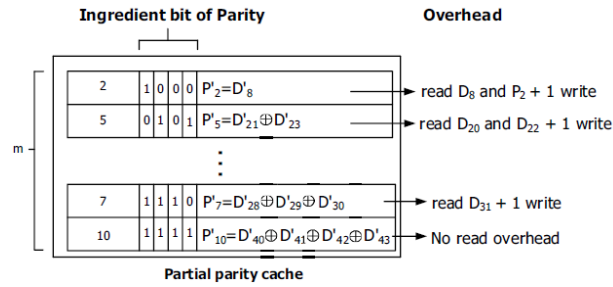 Ingredient bit of Parity Overhead
2 1 0 0 0 P'2=D'8 read D8 and P2 + 1 write
5 0 1 0 1 P'5=D'21⊕D'23 read D20 and D22 + 1 write
m
7 1 1 1 0 P'7=D'28⊕D'29⊕D'30 read D31 + 1 write
10 1 1 1 1 P'10=D'40⊕D'41⊕D'42⊕D'43 No read overhead
Partial parity cache